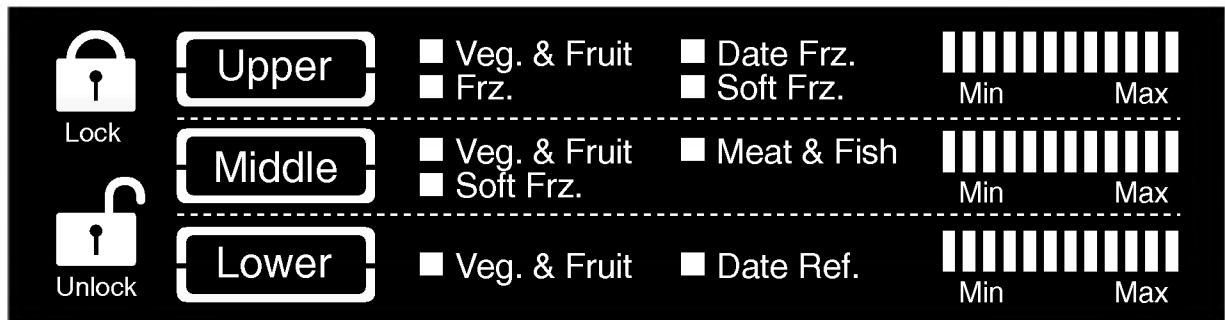 Lock
Upper
Veg. & Fruit
Date Frz.
Frz.
Soft Frz.
Min Max
Middle
Veg. & Fruit
Meat & Fish
Soft Frz.
Min Max
Unlock
Lower
Veg. & Fruit
Date Ref.
Min Max